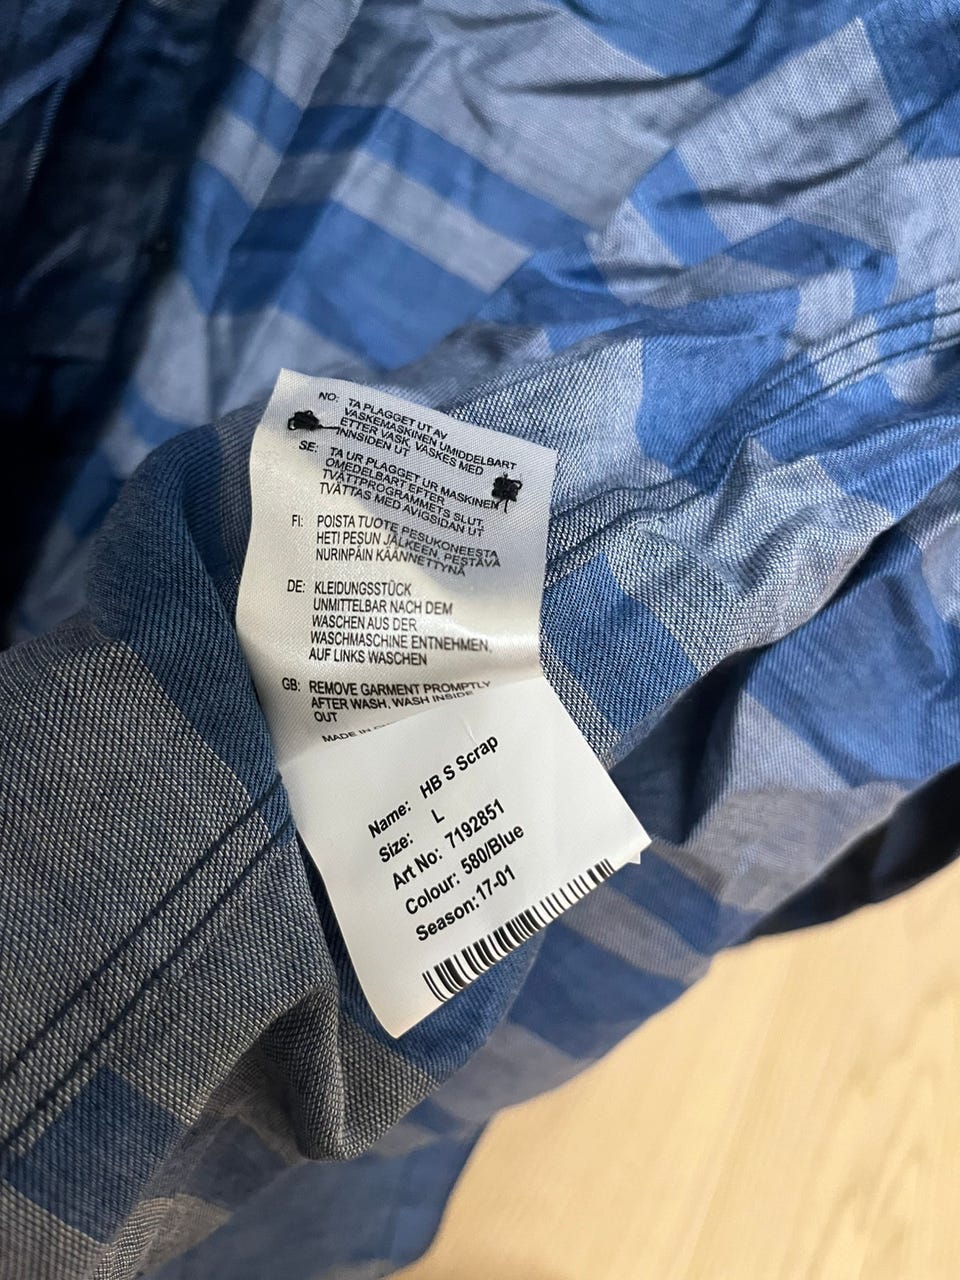 NO: TA PLAGGET UT AV
VASKEMASKINEN UMIDDELBART
ETTER VASK, VASKES MED
INNSIDEN UT
SE: TA UR PLAGGET UR MASKINEN
OMEDELBART EFTER
TVÄTTPROGRAMMETS SLUT,
TVÄTTAS MED AVIGSIDAN UT
FI: POISTA TUOTE PESUKONEESTA
HETI PESUN JÄLKEEN, PESTÄVÄ
NURINPÄIN KÄÄNNETTYNÄ
DE: KLEIDUNGSSTÜCK
UNMITTELBAR NACH DEM
WASCHEN AUS DER
WASCHMASCHINE ENTNEHMEN,
AUF LINKS WASCHEN
GB: REMOVE GARMENT PROMPTLY
AFTER WASH, WASH INSIDE
OUT
MADE IN
Name: HB S Scrap
Size: L
Art No: 7192851
Colour: 580/Blue
Season:17-01